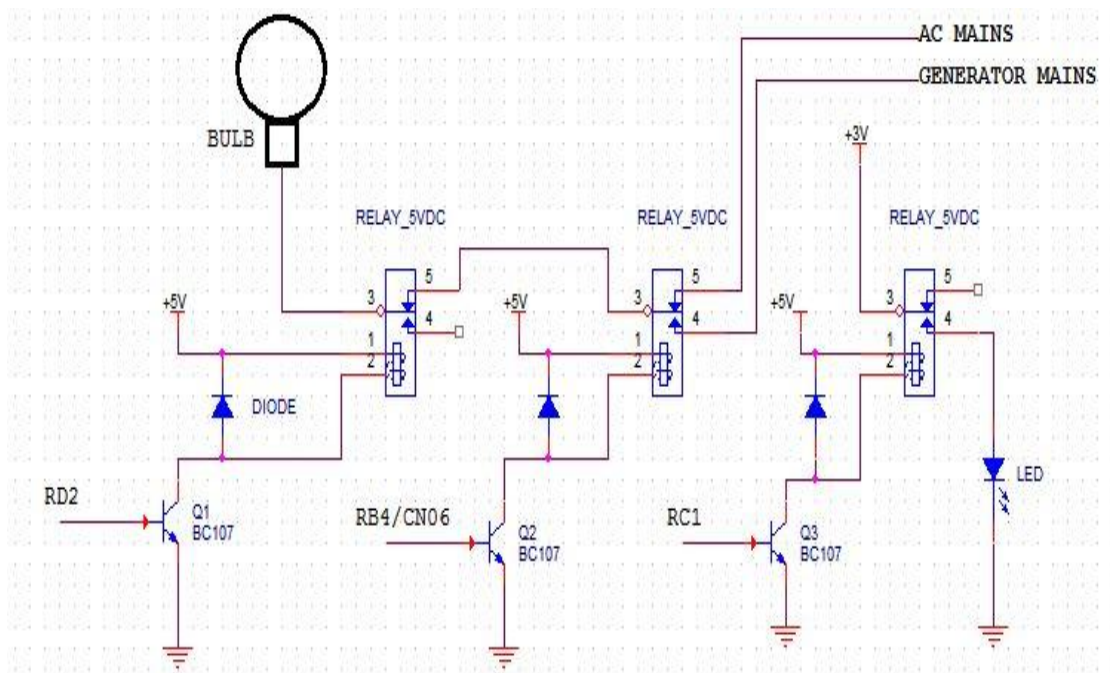 AC MAINS
GENERATOR MAINS
BULB
+3V
RELAY_5VDC
RELAY_5VDC
RELAY_5VDC
+5V
3
5
4
1
2
+5V
3
5
4
1
2
+5V
3
5
4
1
2
DIODE
LED
RD2
Q1
BC107
RB4/CN06
Q2
BC107
RC1
Q3
BC107